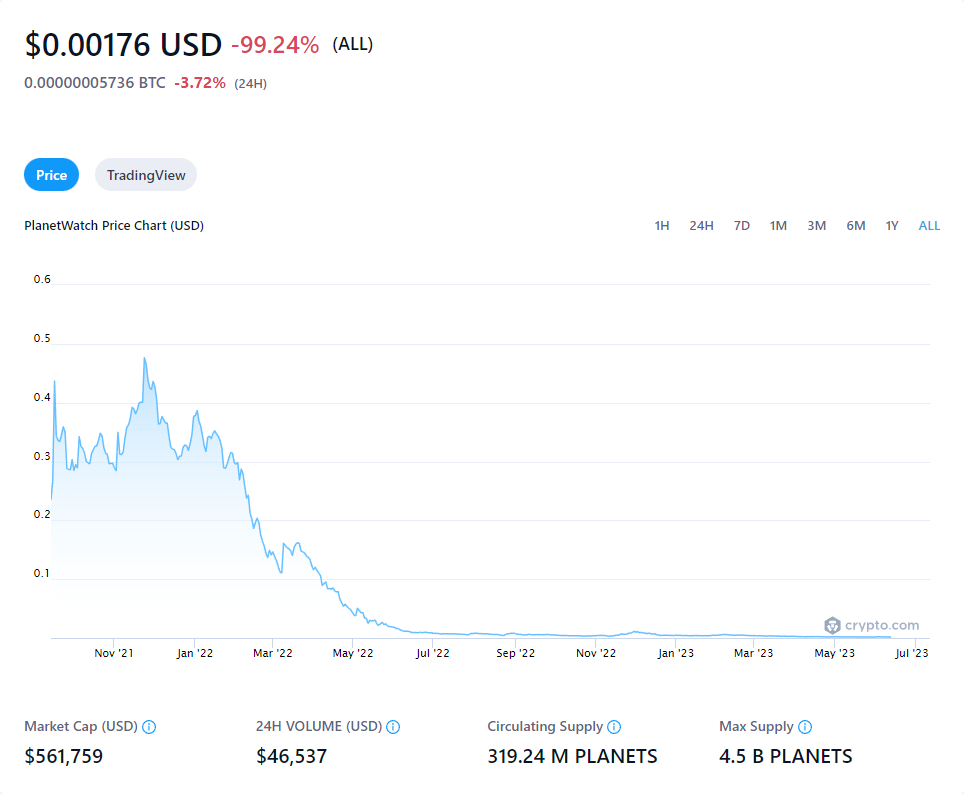 $0.00176 USD -99.24% (ALL)
0.00000005736 BTC -3.72% (24H)
Price TradingView
PlanetWatch Price Chart (USD) 1H 24H 7D 1M 3M 6M 1Y ALL
0.6
0.5
0.4
0.3
0.2
0.1
crypto.com
Nov '21 Jan '22 Mar '22 May '22 Jul '22 Sep '22 Nov '22 Jan '23 Mar '23 May '23 Jul '23
Market Cap (USD) 24H VOLUME (USD) Circulating Supply Max Supply
$561,759 $46,537 319.24 M PLANETS 4.5 B PLANETS